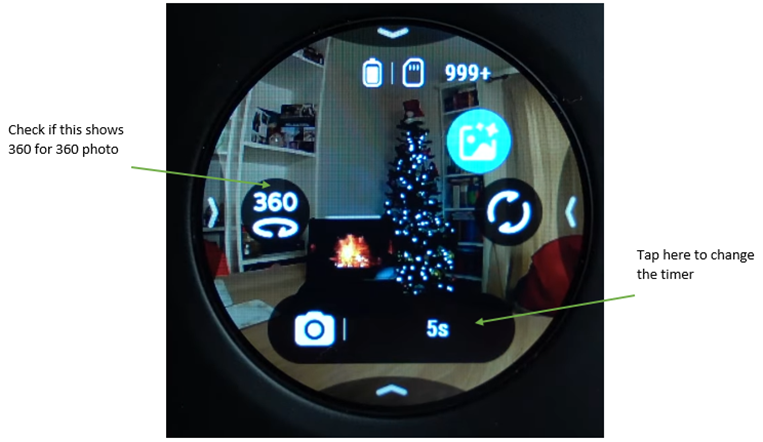 999+
Check if this shows
360 for 360 photo
360
Tap here to change
the timer
5s